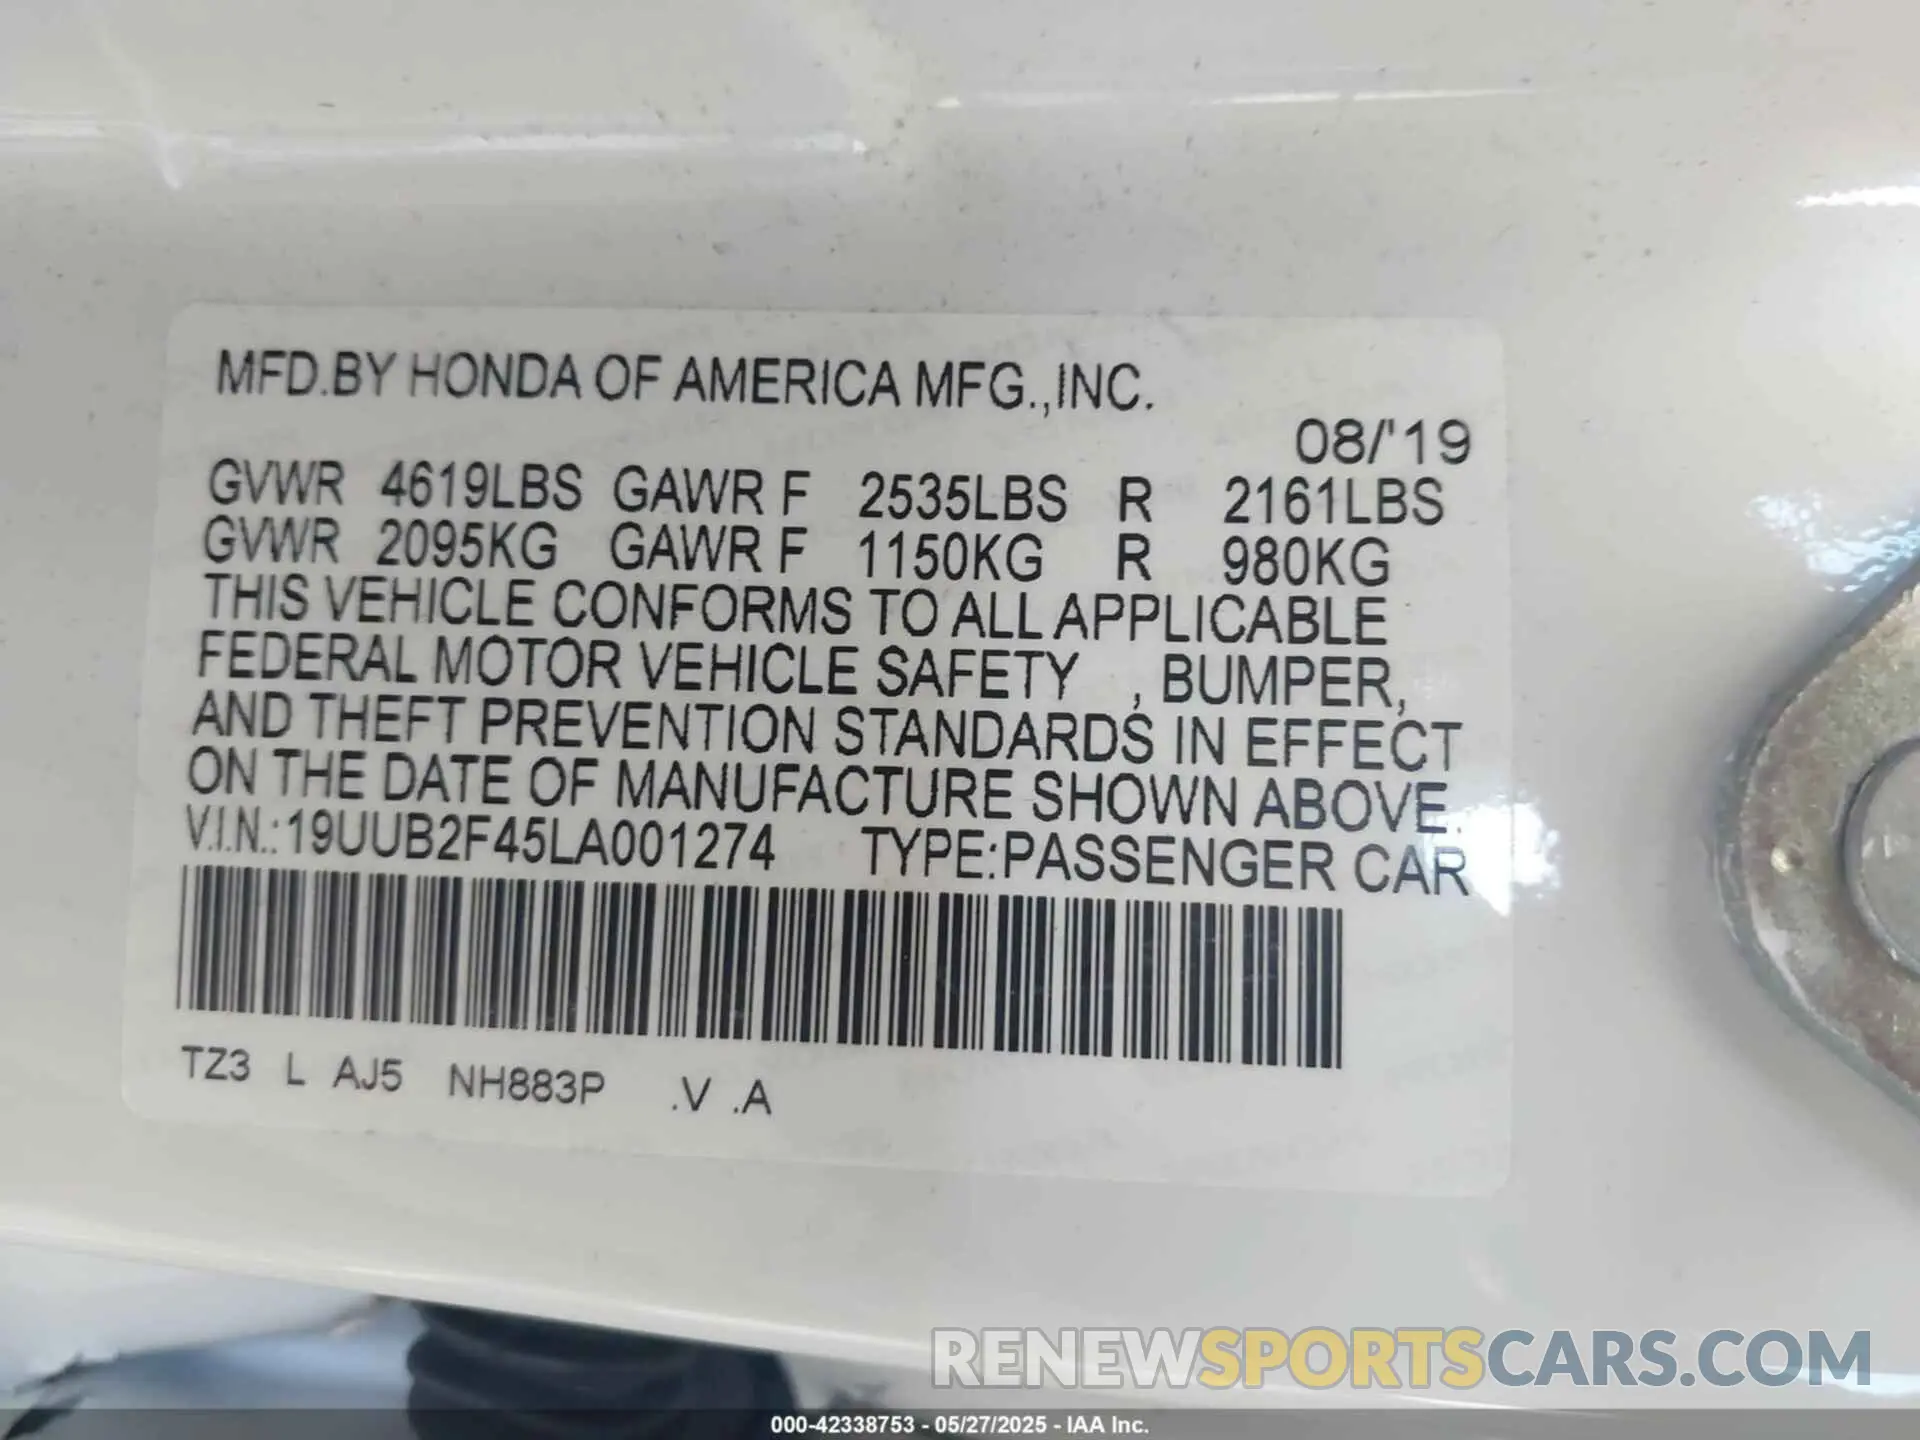 MFD.BY HONDA OF AMERICA MFG.,INC.
08/'19
GVWR 4619LBS GAWR F 2535LBS R 2161LBS
GVWR 2095KG GAWR F 1150KG R 980KG
THIS VEHICLE CONFORMS TO ALL APPLICABLE
FEDERAL MOTOR VEHICLE SAFETY , BUMPER,
AND THEFT PREVENTION STANDARDS IN EFFECT
ON THE DATE OF MANUFACTURE SHOWN ABOVE.
V.I.N.:19UUB2F45LA001274 TYPE:PASSENGER CAR
TZ3 L AJ5 NH883P .V .A
RENEWSPORTSCARS.COM
000-42338753 - 05/27/2025 - IAA Inc.